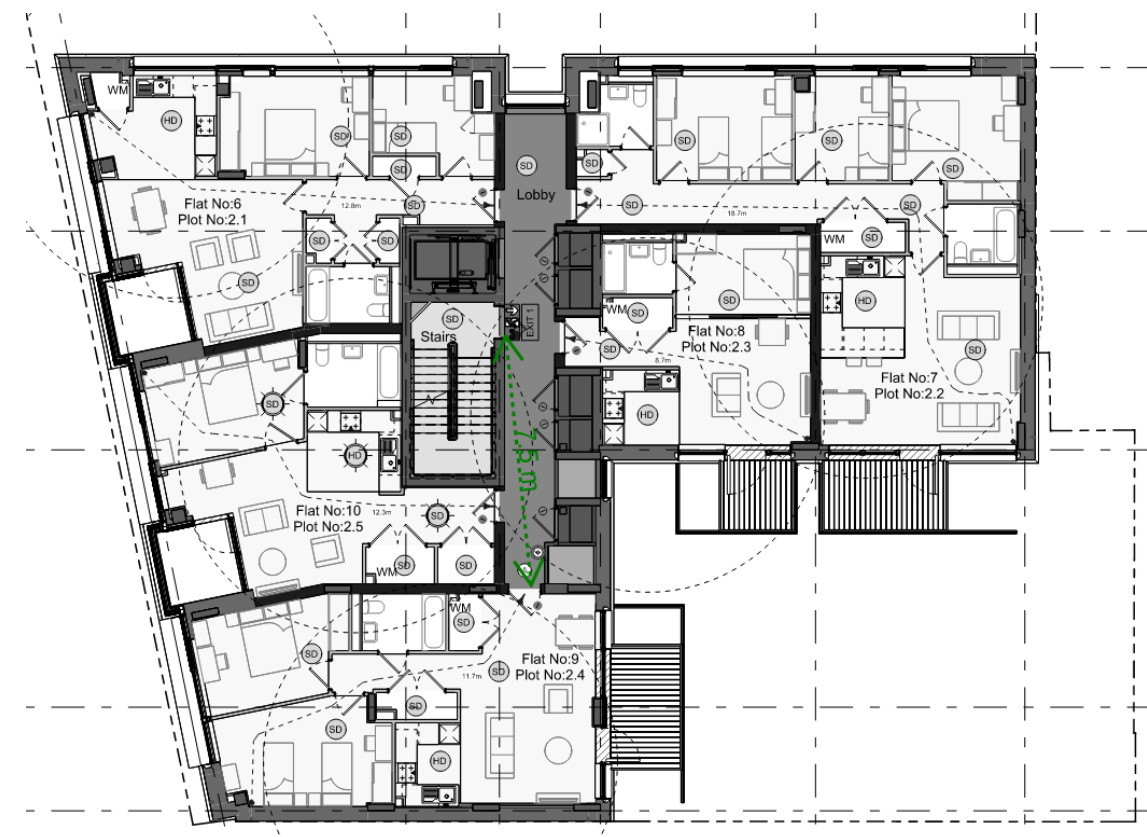 WM
HD
SD
SD
SD
SD
SD
SD
SD
SD
SD
Lobby
Flat No:6
Plot No:2.1
12.8m
SD
SD
18.7m
SD
SD
SD
WM
SD
SD
SD
Stairs
EXIT 1
SD
WM
SD
HD
Flat No:8
Plot No:2.3
SD
8.7m
SD
Flat No:7
Plot No:2.2
SD
HD
HD
7.5 m
Flat No:10
Plot No:2.5
12.3m
SD
WM
SD
SD
WM
SD
SD
Flat No:9
Plot No:2.4
SD
11.7m
SD
SD
HD